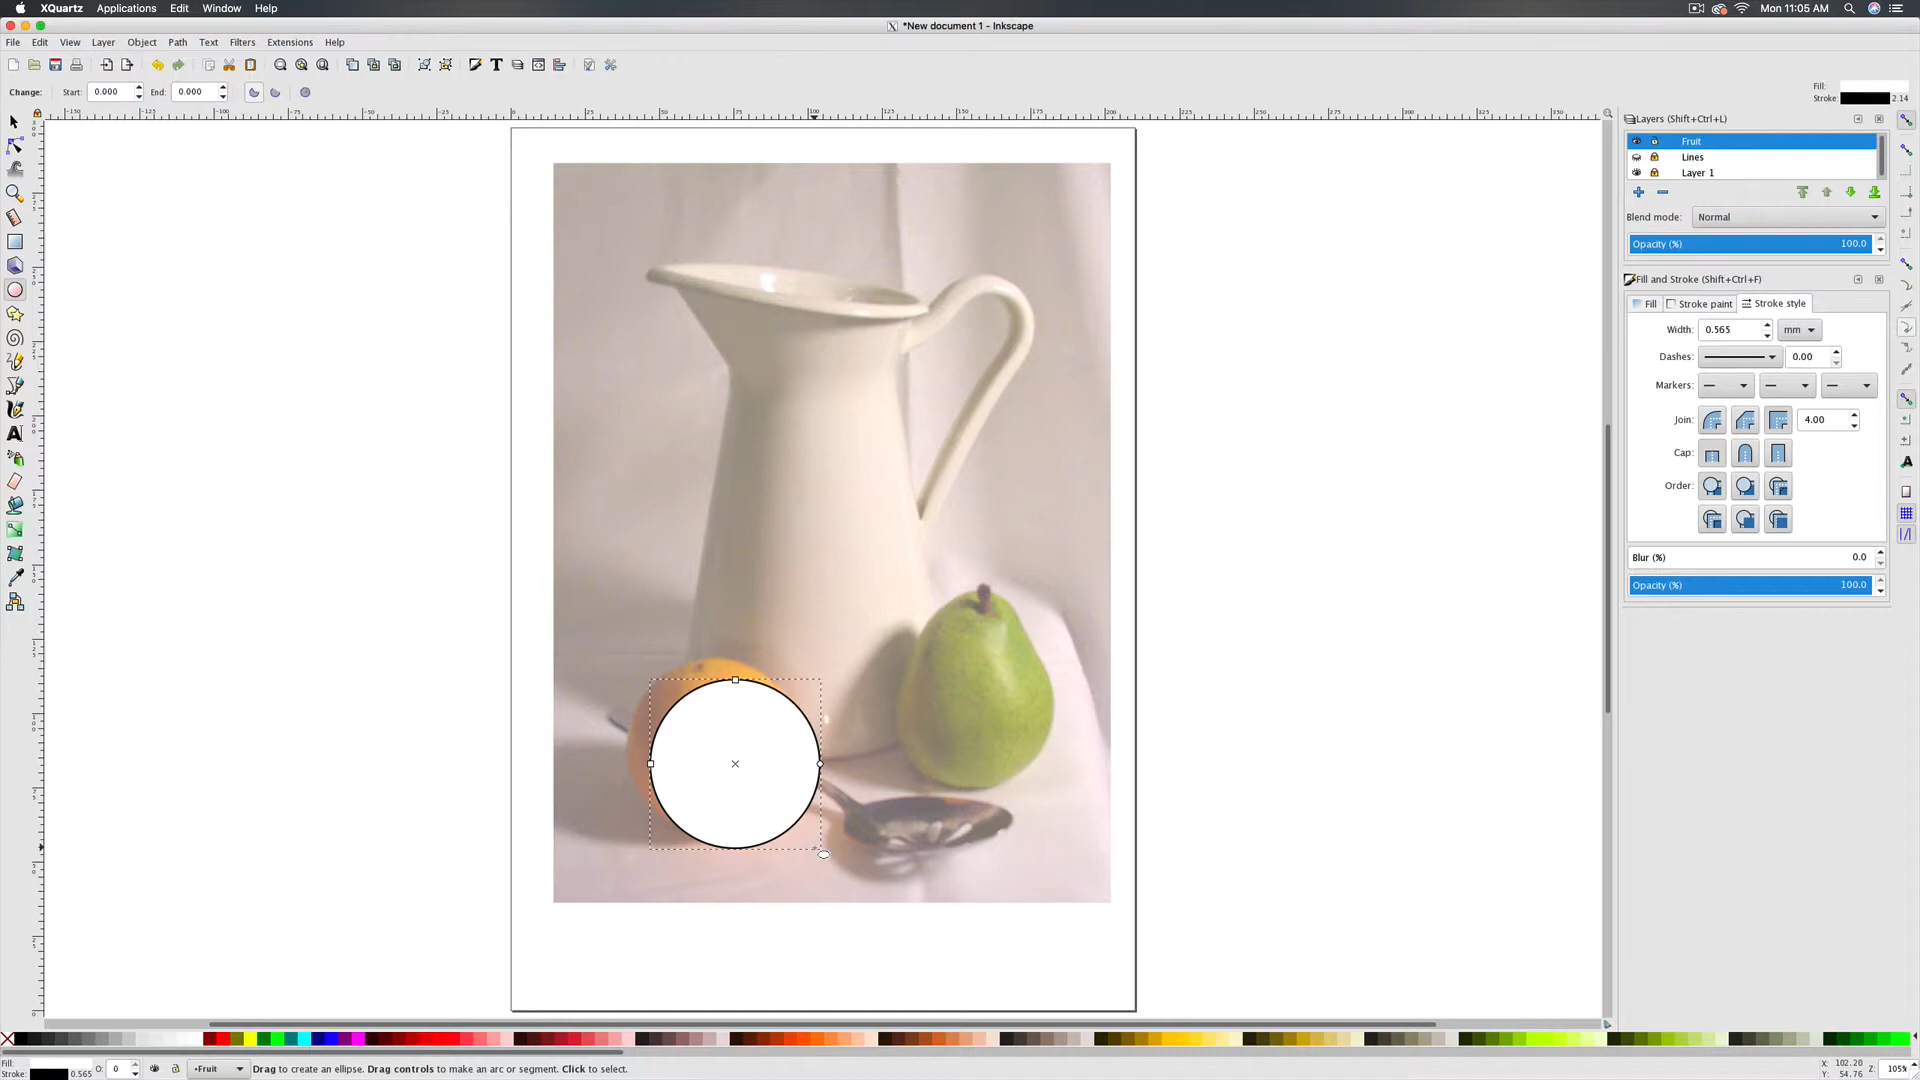 XQuartz Applications Edit Window Help Mon 11:05 AM
*New document 1 - Inkscape
File Edit View Layer Object Path Text Filters Extensions Help
Change: Start: 0.000 End: 0.000
Fill:
Stroke: 2.14
Layers (Shift+Ctrl+L)
Fruit
Lines
Layer 1
Blend mode: Normal
Opacity (%) 100.0
Fill and Stroke (Shift+Ctrl+F)
Fill Stroke paint Stroke style
Width: 0.565 mm
Dashes: 0.00
Markers:
Join: 4.00
Cap:
Order:
Blur (%) 0.0
Opacity (%) 100.0
Fill:
Stroke: 0.565 O: 0 •Fruit Drag to create an ellipse. Drag controls to make an arc or segment. Click to select.
X: 102.20
Y: 54.76
Z: 105%